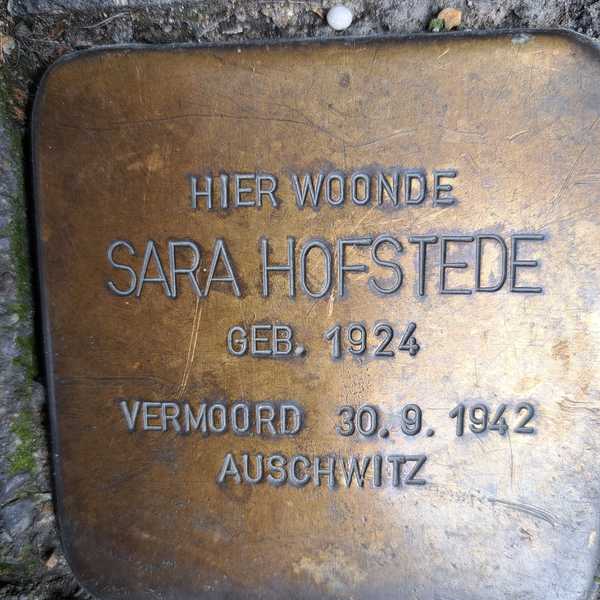 HIER WOONDE
SARA HOFSTEDE
GEB. 1924
VERMOORD 30.9.1942
AUSCHWITZ